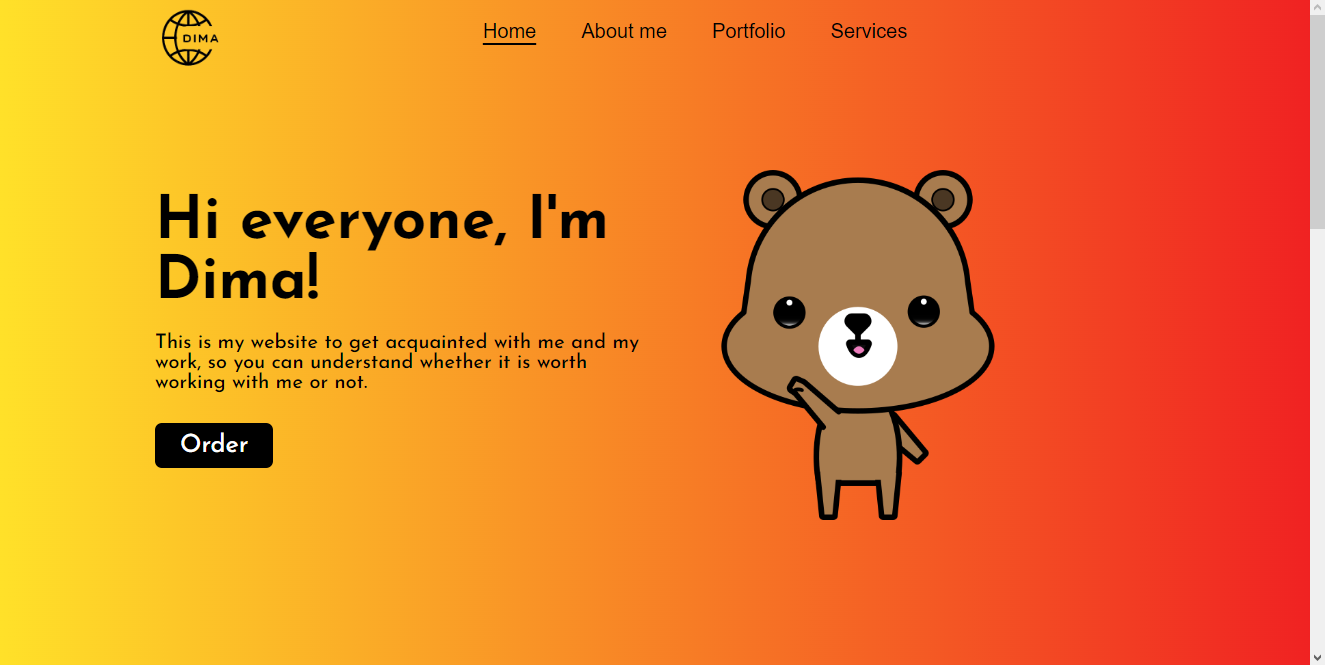 DIMA
Home About me Portfolio Services
Hi everyone, I'm
Dima!
This is my website to get acquainted with me and my
work, so you can understand whether it is worth
working with me or not.
Order